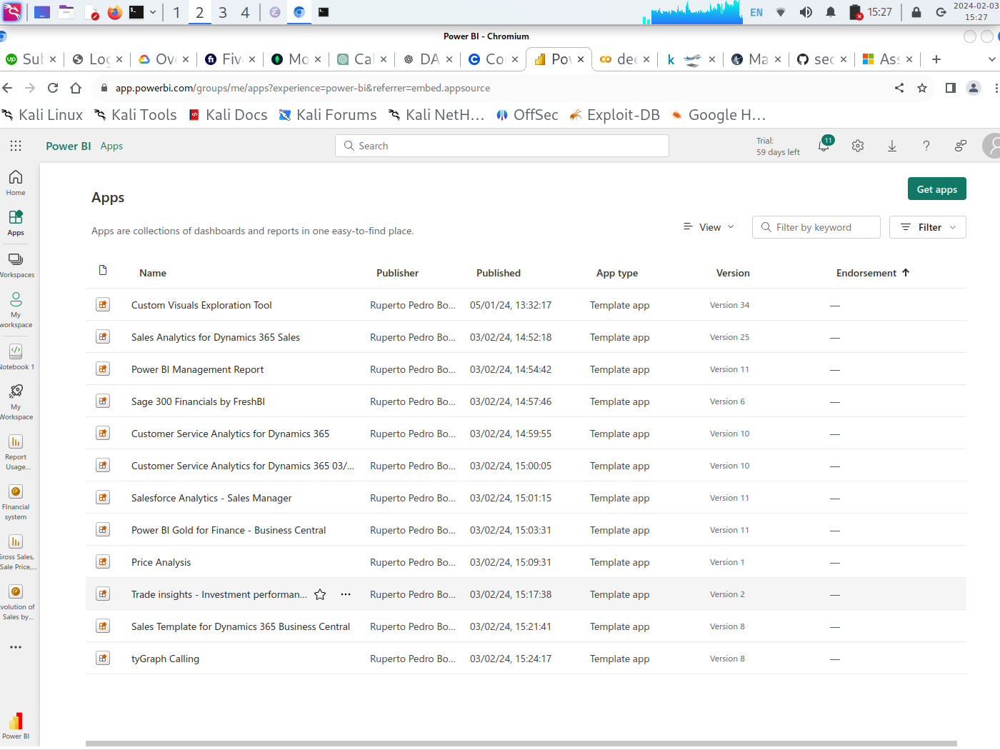 1 2 3 4 EN 15:27 2024-02-03
15:27
Power BI - Chromium
Sub Log Ove Five Mo Cal DA Cou Pow dee k Ma sec Ass
app.powerbi.com/groups/me/apps?experience=power-bi&referrer=embed.appsource
Kali Linux Kali Tools Kali Docs Kali Forums Kali NetH... OffSec Exploit-DB Google H...
Power BI Apps Search Trial:
59 days left 11
Home
Apps
Workspaces
My
workspace
Notebook 1
My
Workspace
Report
Usage...
FInancial
system
Gross Sales,
Sale Price,...
Evolution of
Sales by...
Power BI
Apps Get apps
Apps are collections of dashboards and reports in one easy-to-find place. View Filter by keyword Filter
Name Publisher Published App type Version Endorsement
Custom Visuals Exploration Tool Ruperto Pedro Bo... 05/01/24, 13:32:17 Template app Version 34 —
Sales Analytics for Dynamics 365 Sales Ruperto Pedro Bo... 03/02/24, 14:52:18 Template app Version 25 —
Power BI Management Report Ruperto Pedro Bo... 03/02/24, 14:54:42 Template app Version 11 —
Sage 300 Financials by FreshBI Ruperto Pedro Bo... 03/02/24, 14:57:46 Template app Version 6 —
Customer Service Analytics for Dynamics 365 Ruperto Pedro Bo... 03/02/24, 14:59:55 Template app Version 10 —
Customer Service Analytics for Dynamics 365 03/... Ruperto Pedro Bo... 03/02/24, 15:00:05 Template app Version 10 —
Salesforce Analytics - Sales Manager Ruperto Pedro Bo... 03/02/24, 15:01:15 Template app Version 11 —
Power BI Gold for Finance - Business Central Ruperto Pedro Bo... 03/02/24, 15:03:31 Template app Version 11 —
Price Analysis Ruperto Pedro Bo... 03/02/24, 15:09:31 Template app Version 1 —
Trade insights - Investment performan... Ruperto Pedro Bo... 03/02/24, 15:17:38 Template app Version 2 —
Sales Template for Dynamics 365 Business Central Ruperto Pedro Bo... 03/02/24, 15:21:41 Template app Version 8 —
tyGraph Calling Ruperto Pedro Bo... 03/02/24, 15:24:17 Template app Version 8 —